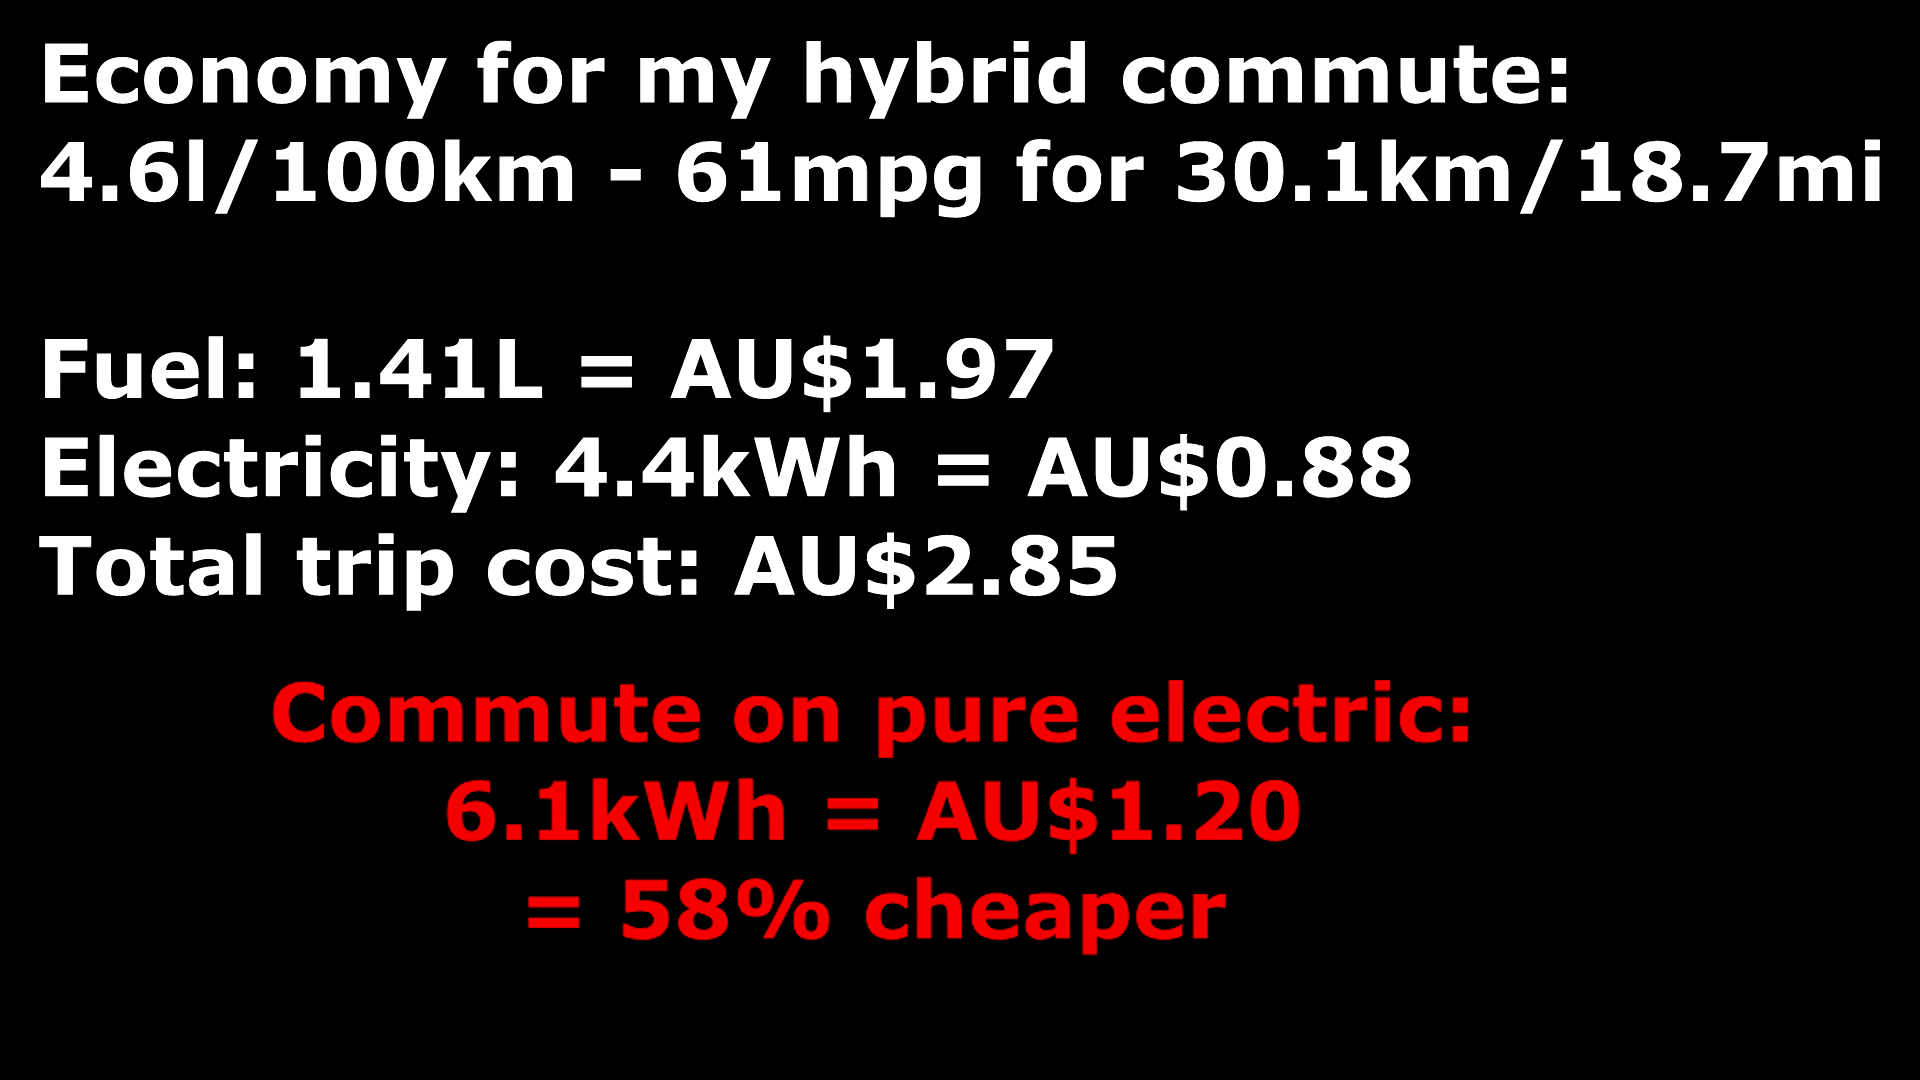 Economy for my hybrid commute:
4.6l/100km - 61mpg for 30.1km/18.7mi
Fuel: 1.41L = AU$1.97
Electricity: 4.4kWh = AU$0.88
Total trip cost: AU$2.85
Commute on pure electric:
6.1kWh = AU$1.20
= 58% cheaper